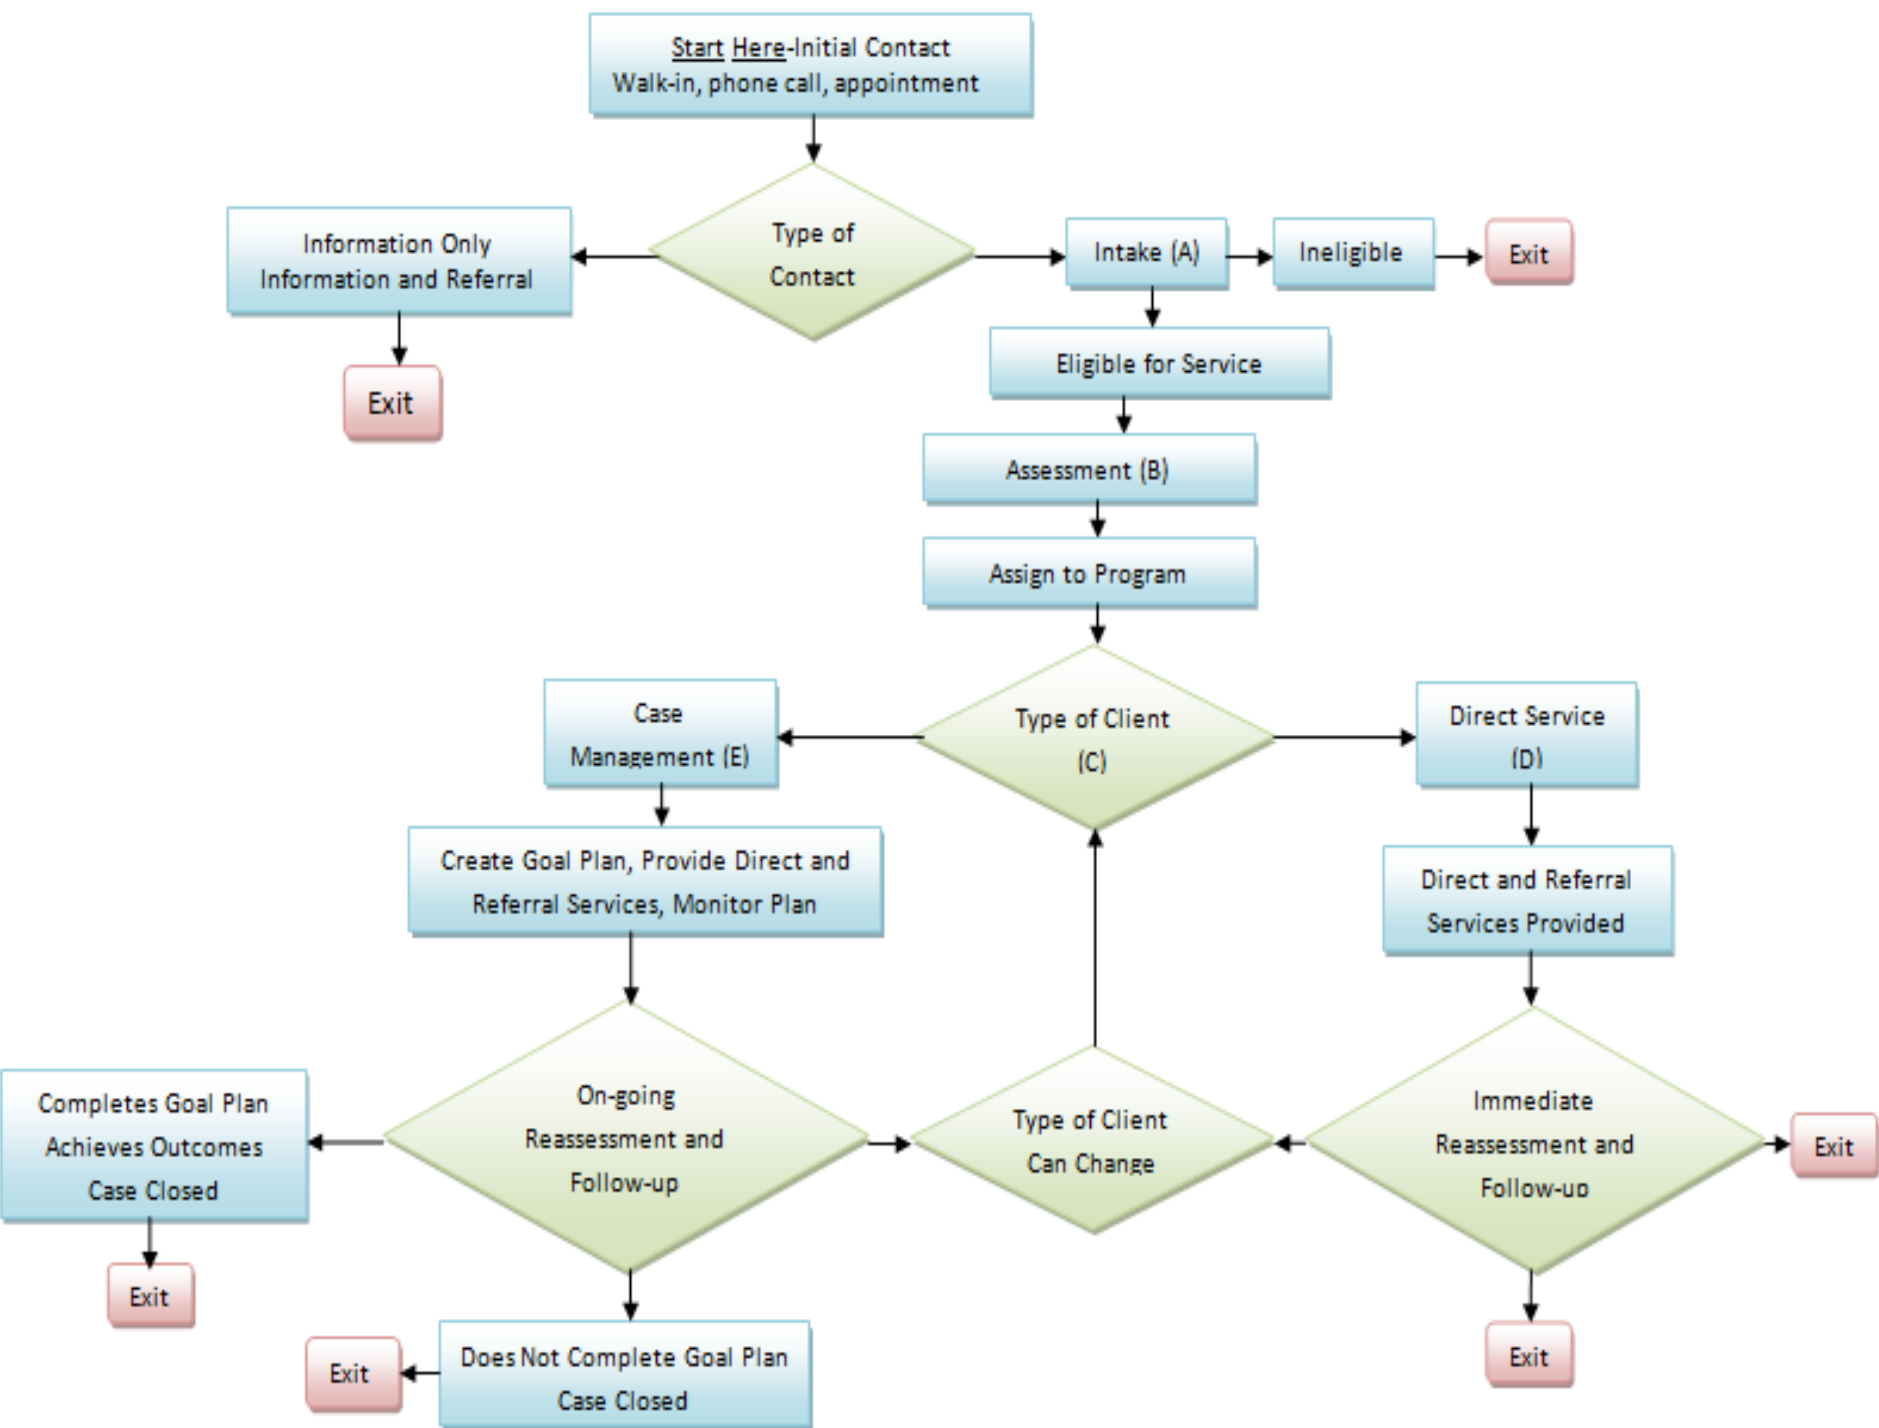 Start Here-Initial Contact
Walk-in, phone call, appointment
Type of
Contact
Information Only
Information and Referral
Exit
Intake (A)
Ineligible
Exit
Eligible for Service
Assessment (B)
Assign to Program
Type of Client
(C)
Case
Management (E)
Direct Service
(D)
Create Goal Plan, Provide Direct and
Referral Services, Monitor Plan
Direct and Referral
Services Provided
On-going
Reassessment and
Follow-up
Type of Client
Can Change
Immediate
Reassessment and
Follow-up
Exit
Completes Goal Plan
Achieves Outcomes
Case Closed
Exit
Does Not Complete Goal Plan
Case Closed
Exit
Exit